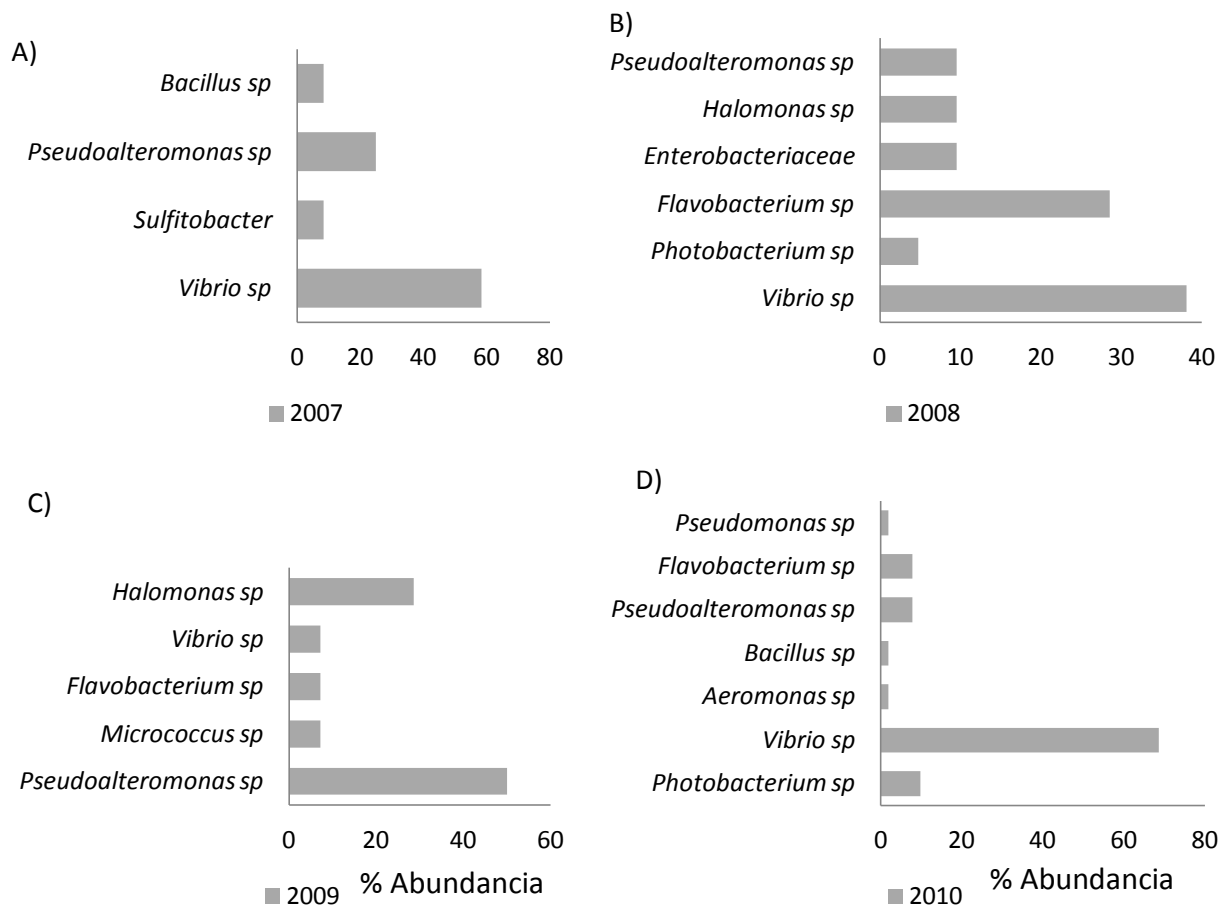 A)
Bacillus sp
Pseudoalteromonas sp
Sulfitobacter
Vibrio sp
0 20 40 60 80
2007
B)
Pseudoalteromonas sp
Halomonas sp
Enterobacteriaceae
Flavobacterium sp
Photobacterium sp
Vibrio sp
0 10 20 30 40
2008
C)
Halomonas sp
Vibrio sp
Flavobacterium sp
Micrococcus sp
Pseudoalteromonas sp
0 20 40 60
2009 % Abundancia
D)
Pseudomonas sp
Flavobacterium sp
Pseudoalteromonas sp
Bacillus sp
Aeromonas sp
Vibrio sp
Photobacterium sp
0 20 40 60 80
2010 % Abundancia